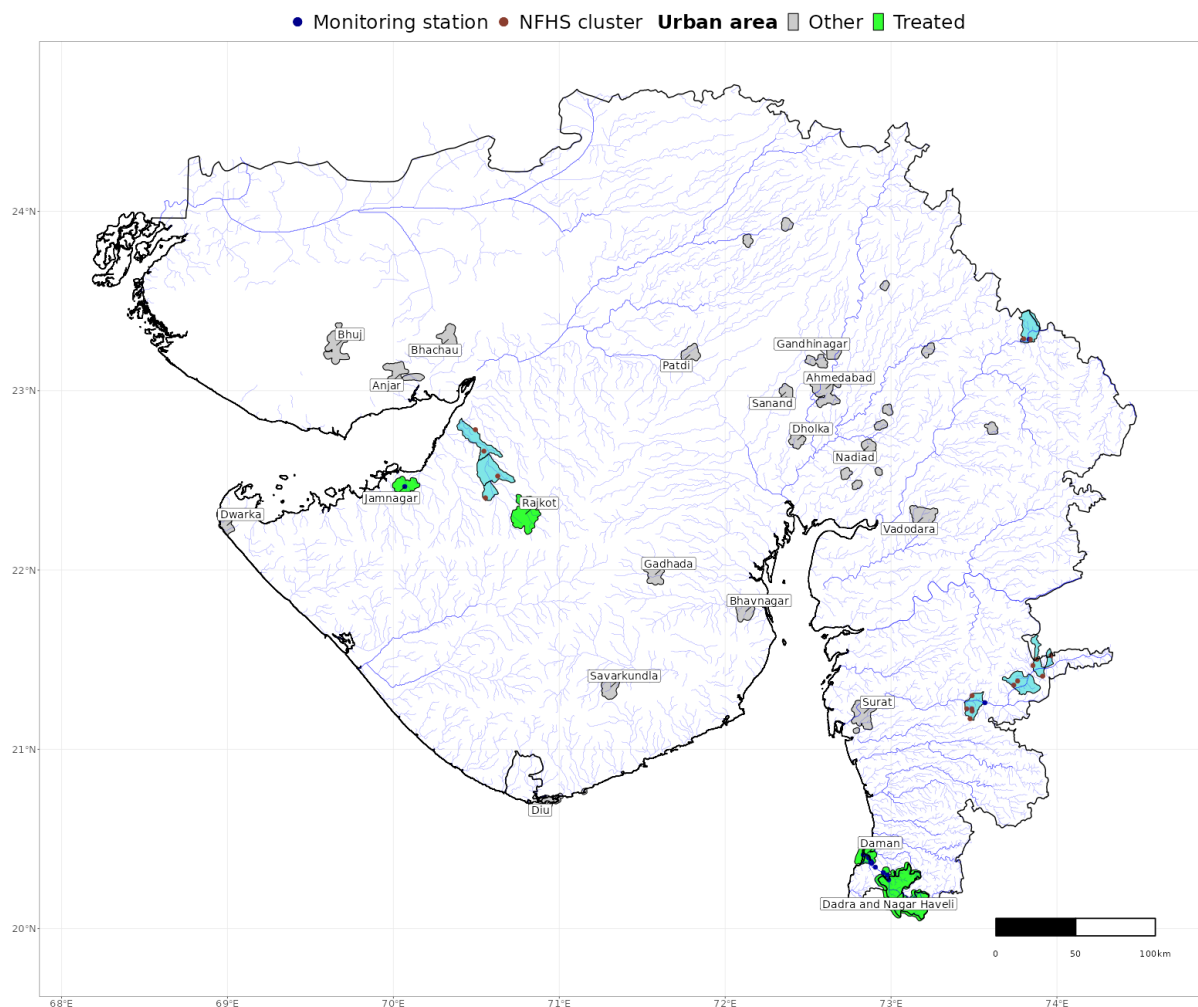 Monitoring station NFHS cluster Urban area Other Treated
24°N
Bhuj
Bhachau
Gandhinagar
Patdi
Anjar
Ahmedabad
23°N
Sanand
Dholka
Nadiad
Jamnagar
Rajkot
Dwarka
Vadodara
22°N
Gadhada
Bhavnagar
Savarkundla
Surat
21°N
Diu
Daman
Dadra and Nagar Haveli
20°N
0 50 100km
68°E 69°E 70°E 71°E 72°E 73°E 74°E